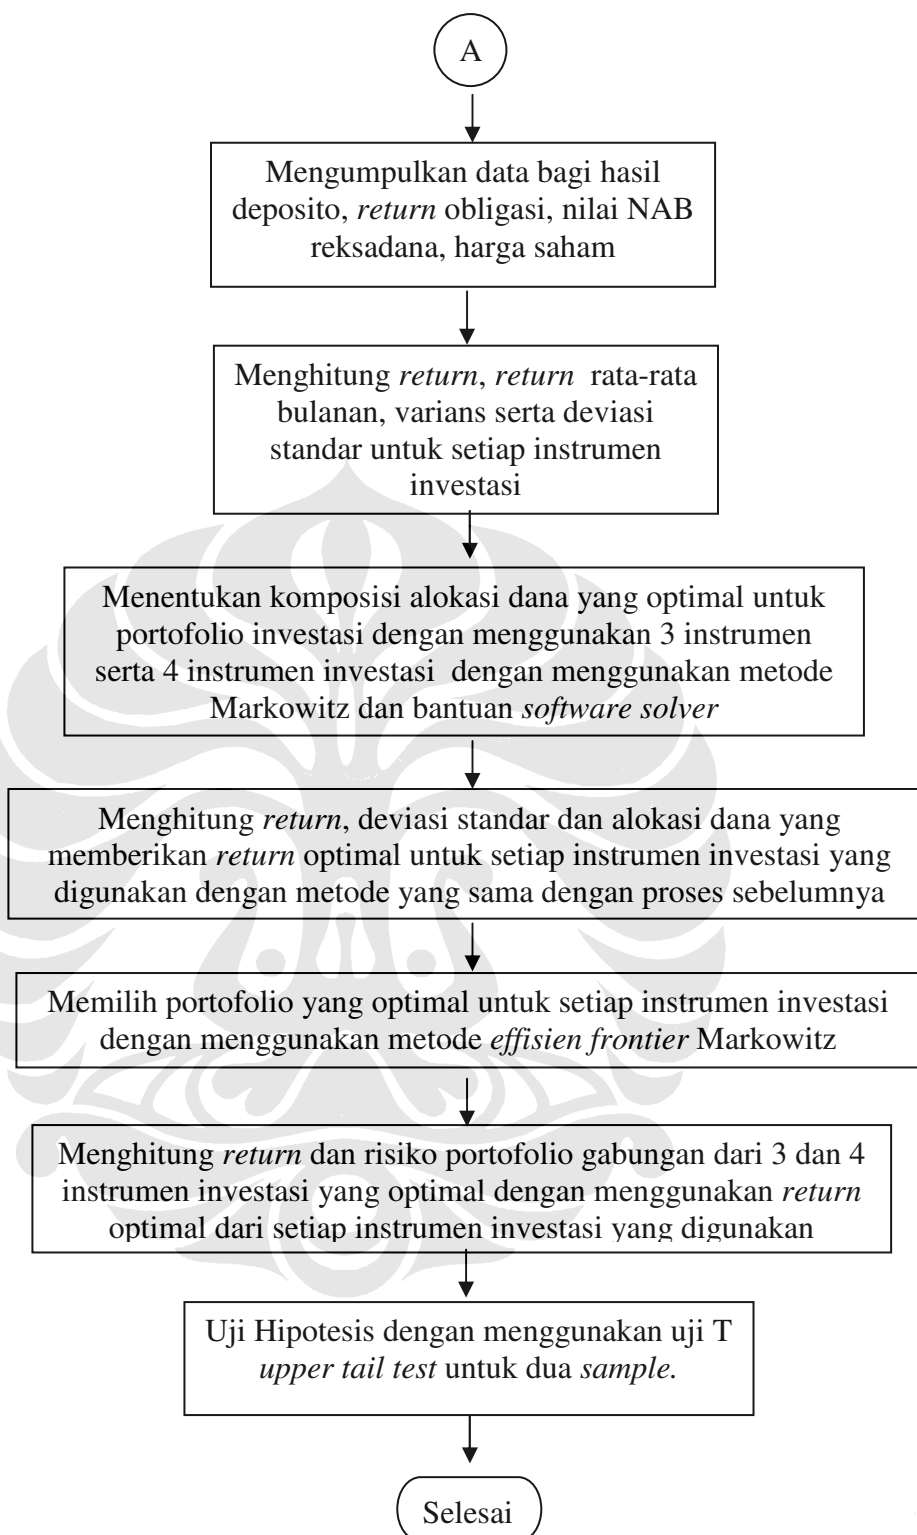 A
Mengumpulkan data bagi hasil
deposito, return obligasi, nilai NAB
reksadana, harga saham
Menghitung return, return rata-rata
bulanan, varians serta deviasi
standar untuk setiap instrumen
investasi
Menentukan komposisi alokasi dana yang optimal untuk
portofolio investasi dengan menggunakan 3 instrumen
serta 4 instrumen investasi dengan menggunakan metode
Markowitz dan bantuan software solver
Menghitung return, deviasi standar dan alokasi dana yang
memberikan return optimal untuk setiap instrumen investasi yang
digunakan dengan metode yang sama dengan proses sebelumnya
Memilih portofolio yang optimal untuk setiap instrumen investasi
dengan menggunakan metode effisien frontier Markowitz
Menghitung return dan risiko portofolio gabungan dari 3 dan 4
instrumen investasi yang optimal dengan menggunakan return
optimal dari setiap instrumen investasi yang digunakan
Uji Hipotesis dengan menggunakan uji T
upper tail test untuk dua sample.
Selesai